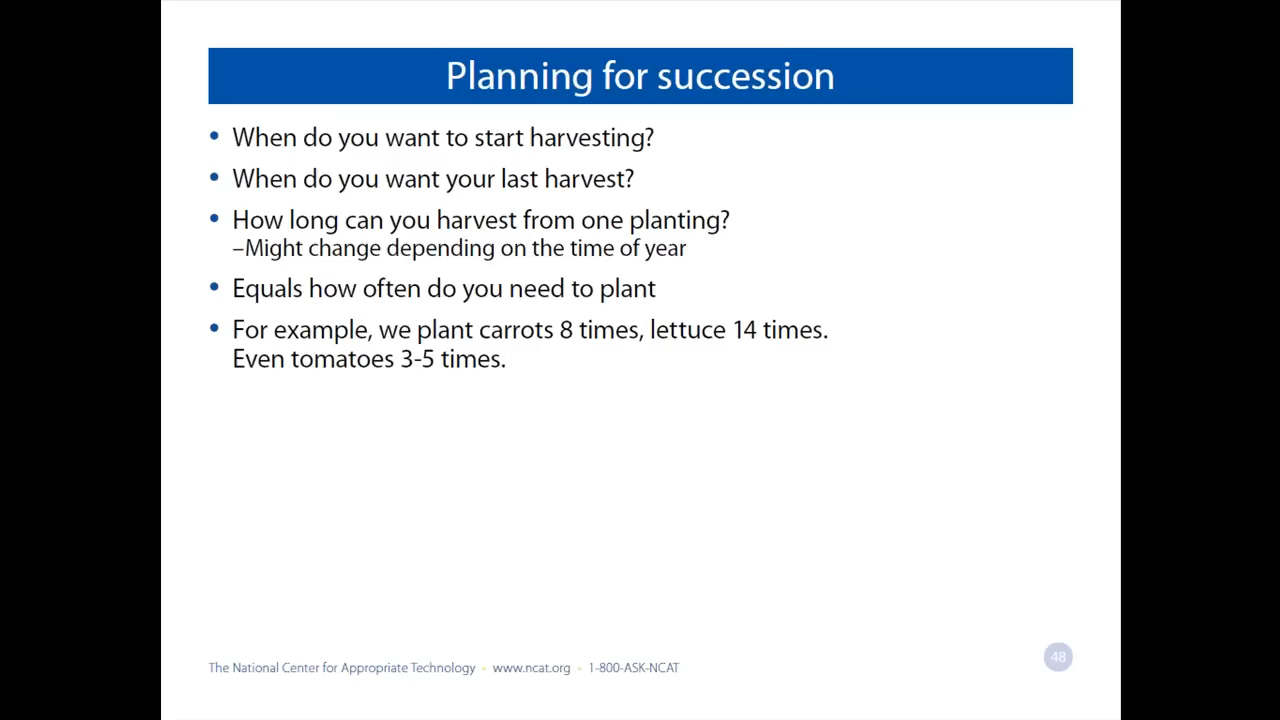 Planning for succession
• When do you want to start harvesting?
• When do you want your last harvest?
• How long can you harvest from one planting?
–Might change depending on the time of year
• Equals how often do you need to plant
• For example, we plant carrots 8 times, lettuce 14 times.
Even tomatoes 3-5 times.
The National Center for Appropriate Technology • www.ncat.org • 1-800-ASK-NCAT
48